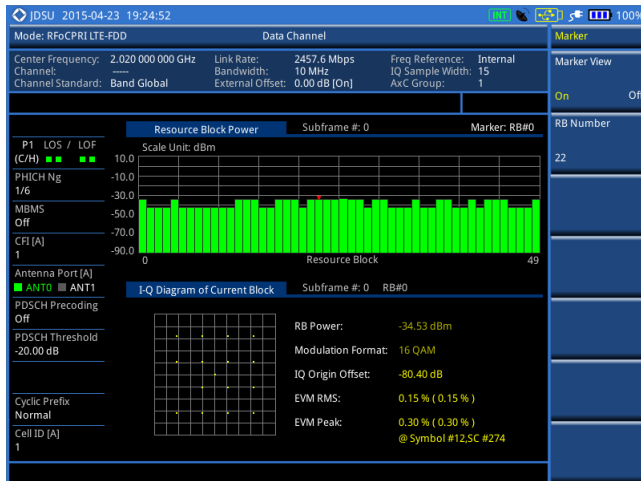 JDSU 2015-04-23 19:24:52 INT 100%
Mode: RFoCPRI LTE-FDD Data Channel Marker
Center Frequency: 2.020 000 000 GHz Link Rate: 2457.6 Mbps Freq Reference: Internal
Channel: ----- Bandwidth: 10 MHz IQ Sample Width: 15
Channel Standard: Band Global External Offset: 0.00 dB [On] AxC Group: 1
Marker View
On Off
RB Number
22
P1 LOS / LOF
(C/H)
PHICH Ng
1/6
MBMS
Off
CFI [A]
1
Antenna Port [A]
ANT0 ANT1
PDSCH Precoding
Off
PDSCH Threshold
-20.00 dB
Cyclic Prefix
Normal
Cell ID [A]
1
Resource Block Power Subframe #: 0 Marker: RB#0
Scale Unit: dBm
10.0
-10.0
-30.0
-50.0
-70.0
-90.0
0 Resource Block 49
I-Q Diagram of Current Block Subframe #: 0 RB#0
RB Power: -34.53 dBm
Modulation Format: 16 QAM
IQ Origin Offset: -80.40 dB
EVM RMS: 0.15 % ( 0.15 % )
EVM Peak: 0.30 % ( 0.30 % )
@ Symbol #12,SC #274